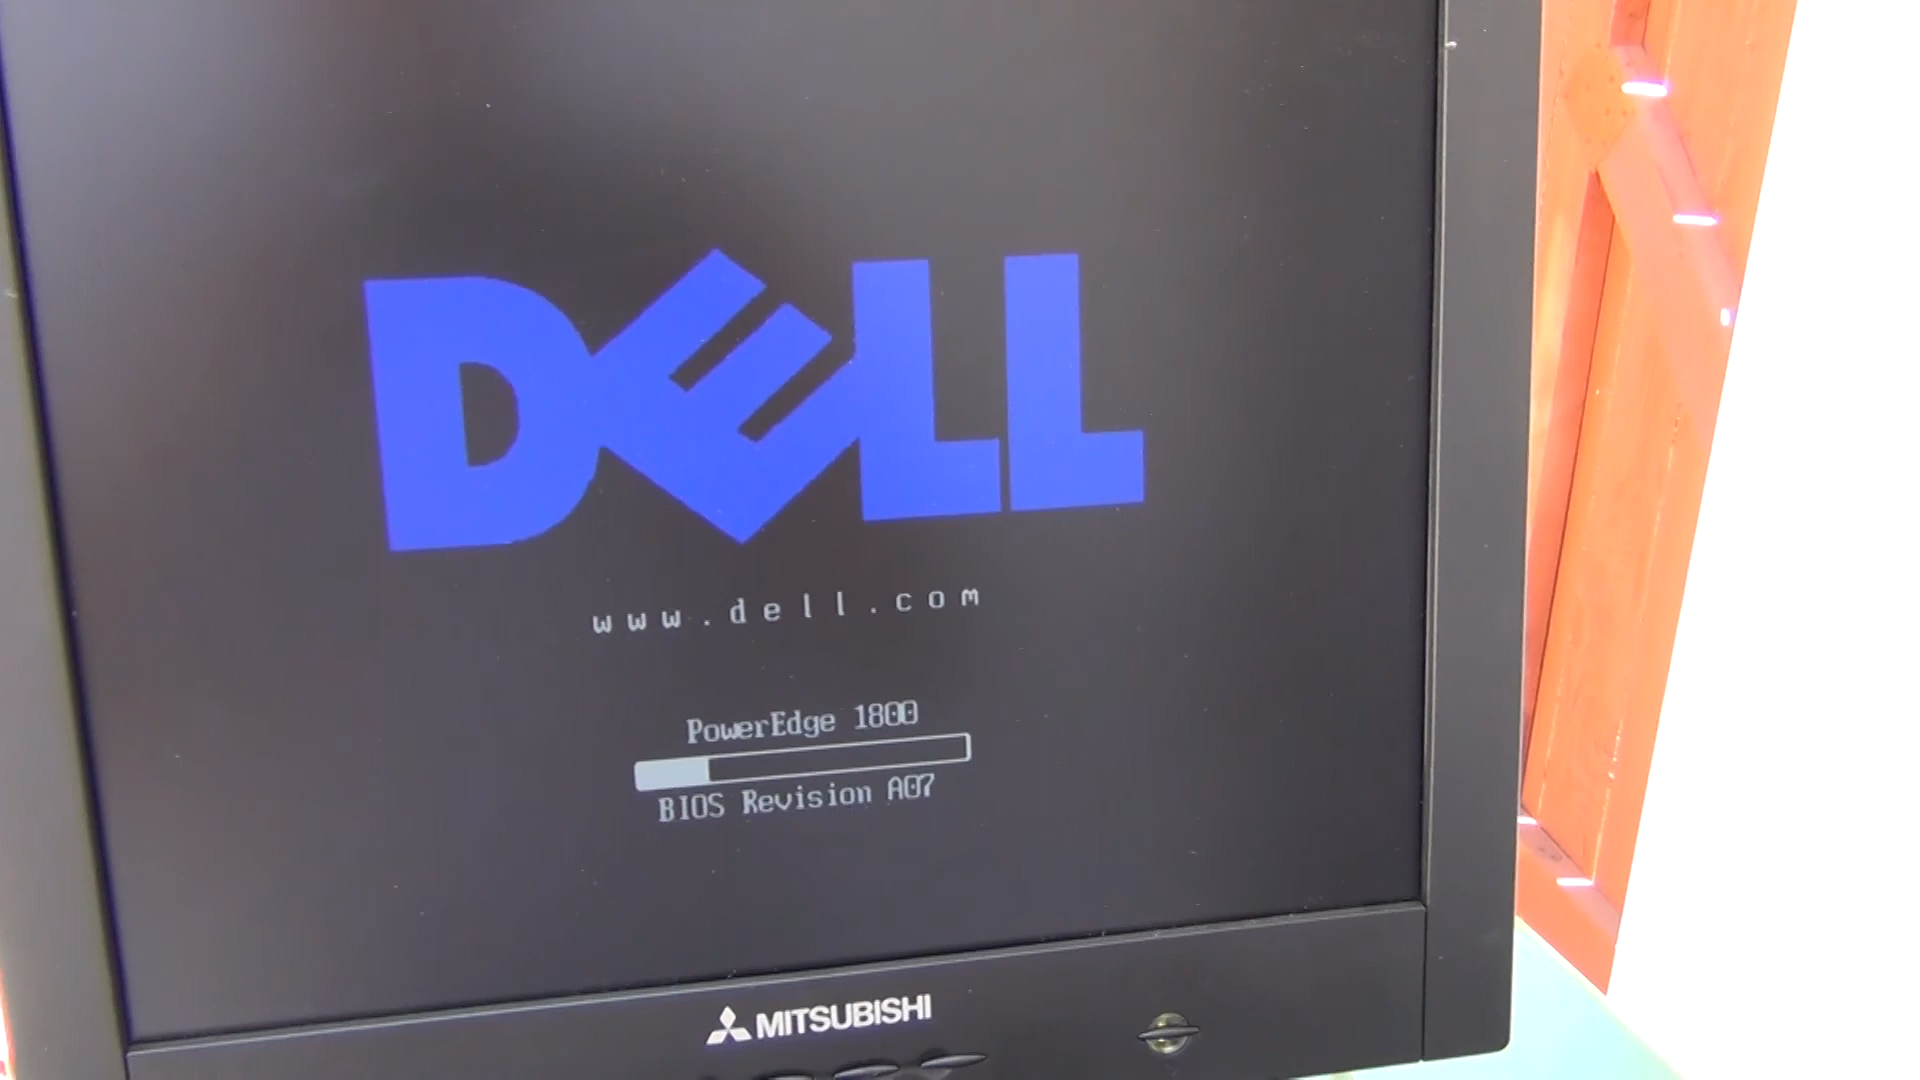 DELL
www.dell.com
PowerEdge 1800
BIOS Revision A07
MITSUBISHI